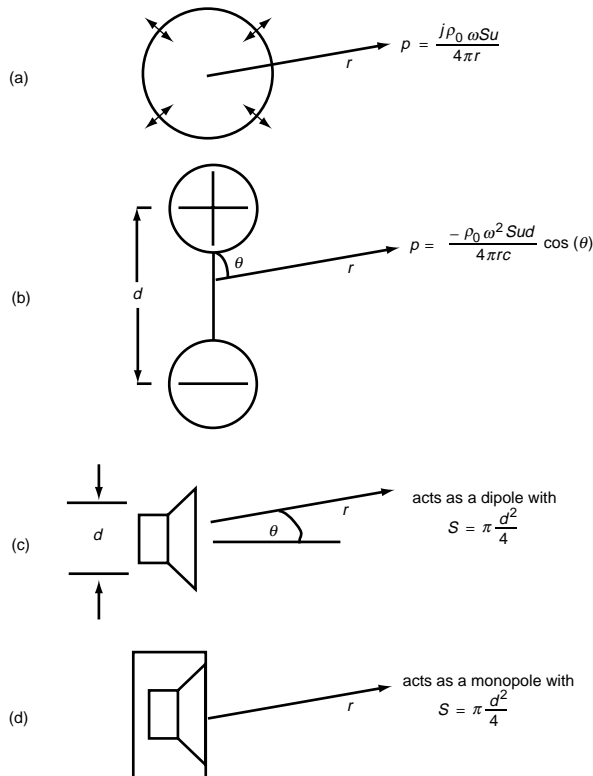 (a)
r
p = jρ₀ ωSu / 4πr
(b)
d
θ
r
p = − ρ₀ ω² Sud / 4πrc cos (θ)
(c)
d
r
θ
acts as a dipole with
S = π d² / 4
(d)
r
acts as a monopole with
S = π d² / 4